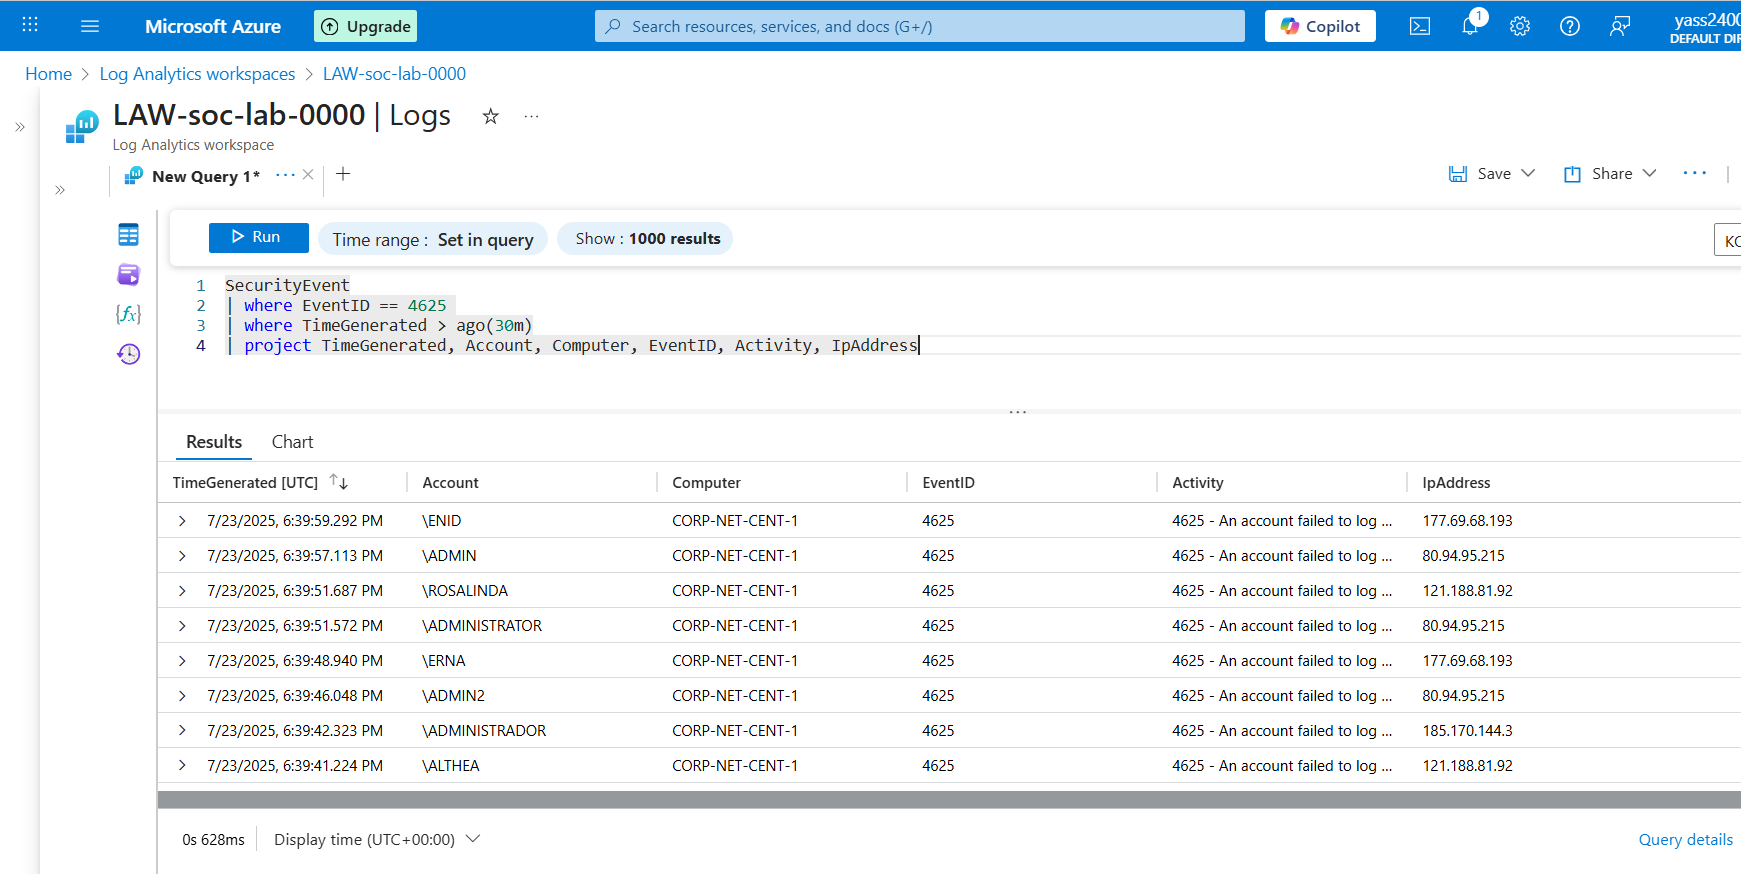 Microsoft Azure
Upgrade
Search resources, services, and docs (G+/)
Copilot
1
yass240
DEFAULT DIR
Home > Log Analytics workspaces > LAW-soc-lab-0000
LAW-soc-lab-0000 | Logs
Log Analytics workspace
New Query 1*
Save
Share
Run
Time range : Set in query
Show : 1000 results
1 SecurityEvent
2 | where EventID == 4625
3 | where TimeGenerated > ago(30m)
4 | project TimeGenerated, Account, Computer, EventID, Activity, IpAddress
Results Chart
TimeGenerated [UTC] Account Computer EventID Activity IpAddress
7/23/2025, 6:39:59.292 PM \ENID CORP-NET-CENT-1 4625 4625 - An account failed to log ... 177.69.68.193
7/23/2025, 6:39:57.113 PM \ADMIN CORP-NET-CENT-1 4625 4625 - An account failed to log ... 80.94.95.215
7/23/2025, 6:39:51.687 PM \ROSALINDA CORP-NET-CENT-1 4625 4625 - An account failed to log ... 121.188.81.92
7/23/2025, 6:39:51.572 PM \ADMINISTRATOR CORP-NET-CENT-1 4625 4625 - An account failed to log ... 80.94.95.215
7/23/2025, 6:39:48.940 PM \ERNA CORP-NET-CENT-1 4625 4625 - An account failed to log ... 177.69.68.193
7/23/2025, 6:39:46.048 PM \ADMIN2 CORP-NET-CENT-1 4625 4625 - An account failed to log ... 80.94.95.215
7/23/2025, 6:39:42.323 PM \ADMINISTRADOR CORP-NET-CENT-1 4625 4625 - An account failed to log ... 185.170.144.3
7/23/2025, 6:39:41.224 PM \ALTHEA CORP-NET-CENT-1 4625 4625 - An account failed to log ... 121.188.81.92
0s 628ms
Display time (UTC+00:00)
Query details